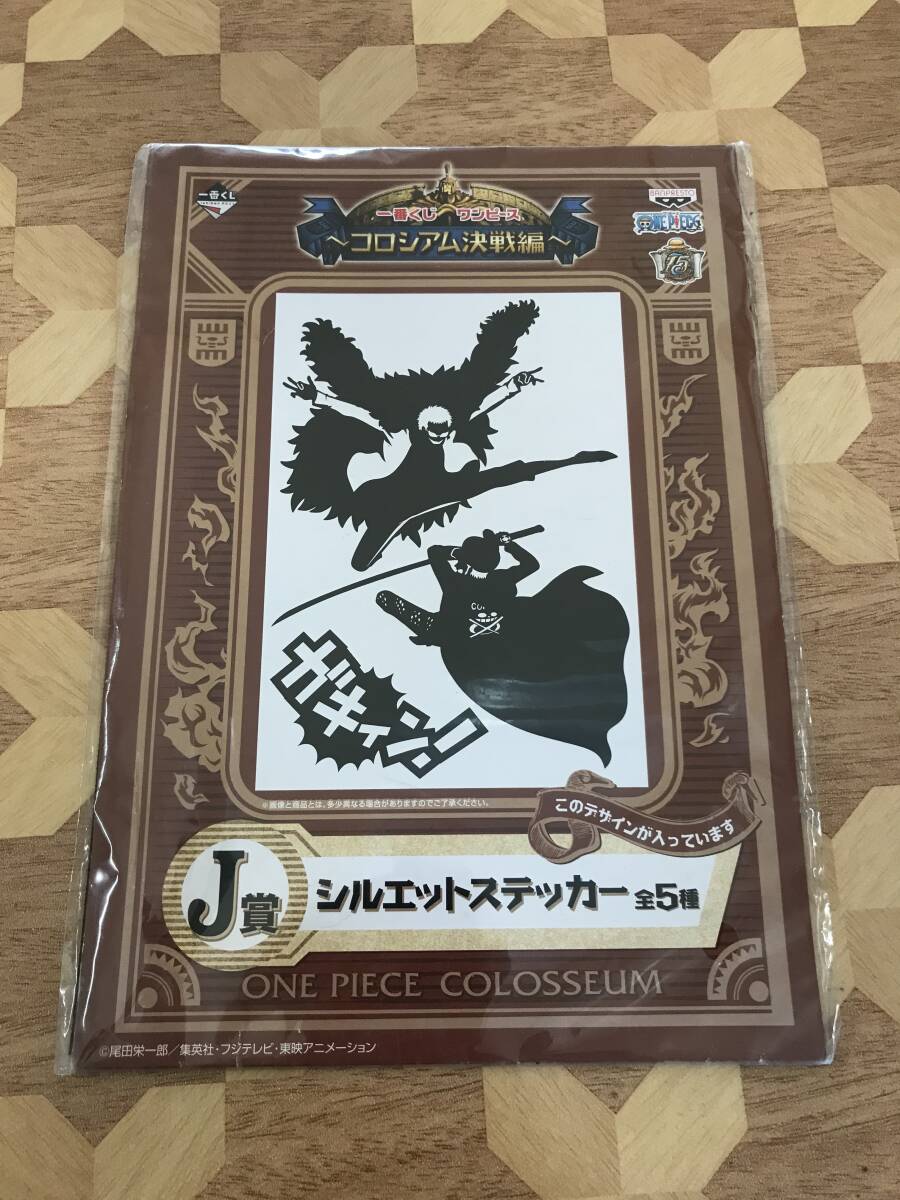 一番くじ
BANPRESTO
一番くじ ワンピース
～コロシアム決戦編～
ONE PIECE
15
ガキィン!
※画像と商品とは、多少異なる場合がありますのでご了承ください。
このデザインが入っています
J賞 シルエットステッカー 全5種
ONE PIECE COLOSSEUM
©尾田栄一郎／集英社・フジテレビ・東映アニメーション